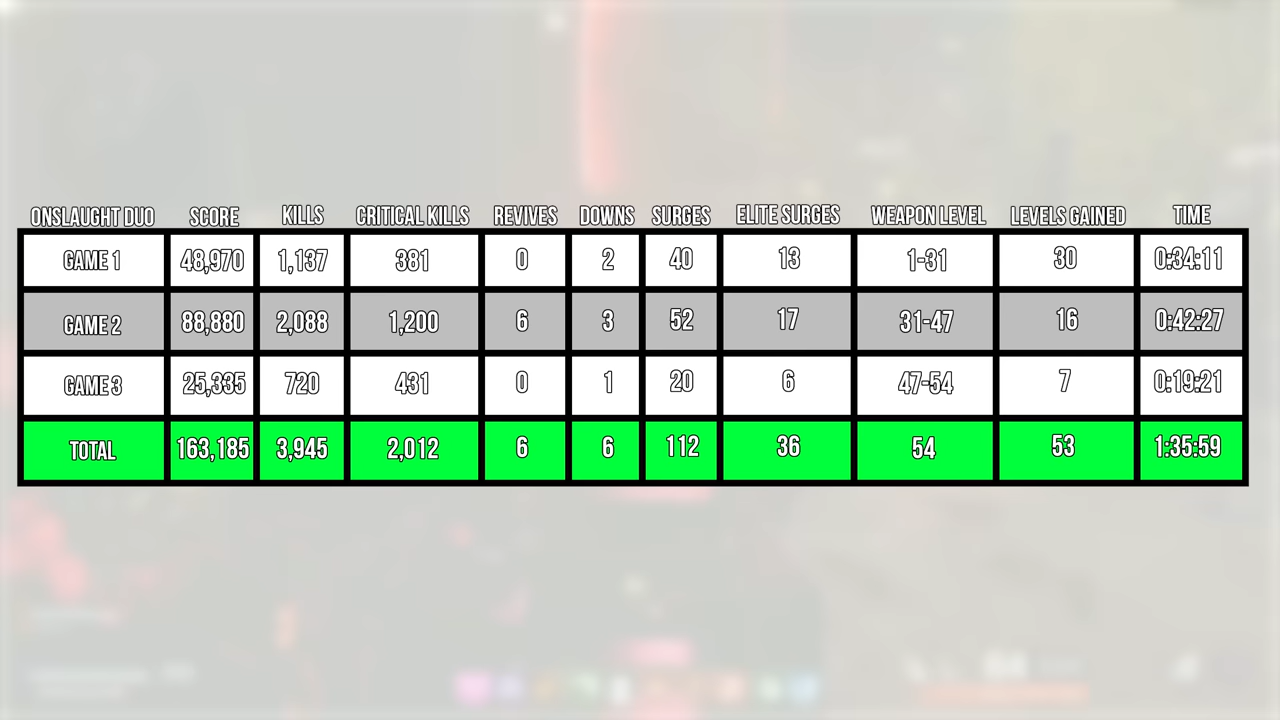 ONSLAUGHT DUO SCORE KILLS CRITICAL KILLS REVIVES DOWNS SURGES ELITE SURGES WEAPON LEVEL LEVELS GAINED TIME
GAME 1 48,970 1,137 381 0 2 40 13 1-31 30 0:34:11
GAME 2 88,880 2,088 1,200 6 3 52 17 31-47 16 0:42:27
GAME 3 25,335 720 431 0 1 20 6 47-54 7 0:19:21
TOTAL 163,185 3,945 2,012 6 6 112 36 54 53 1:35:59